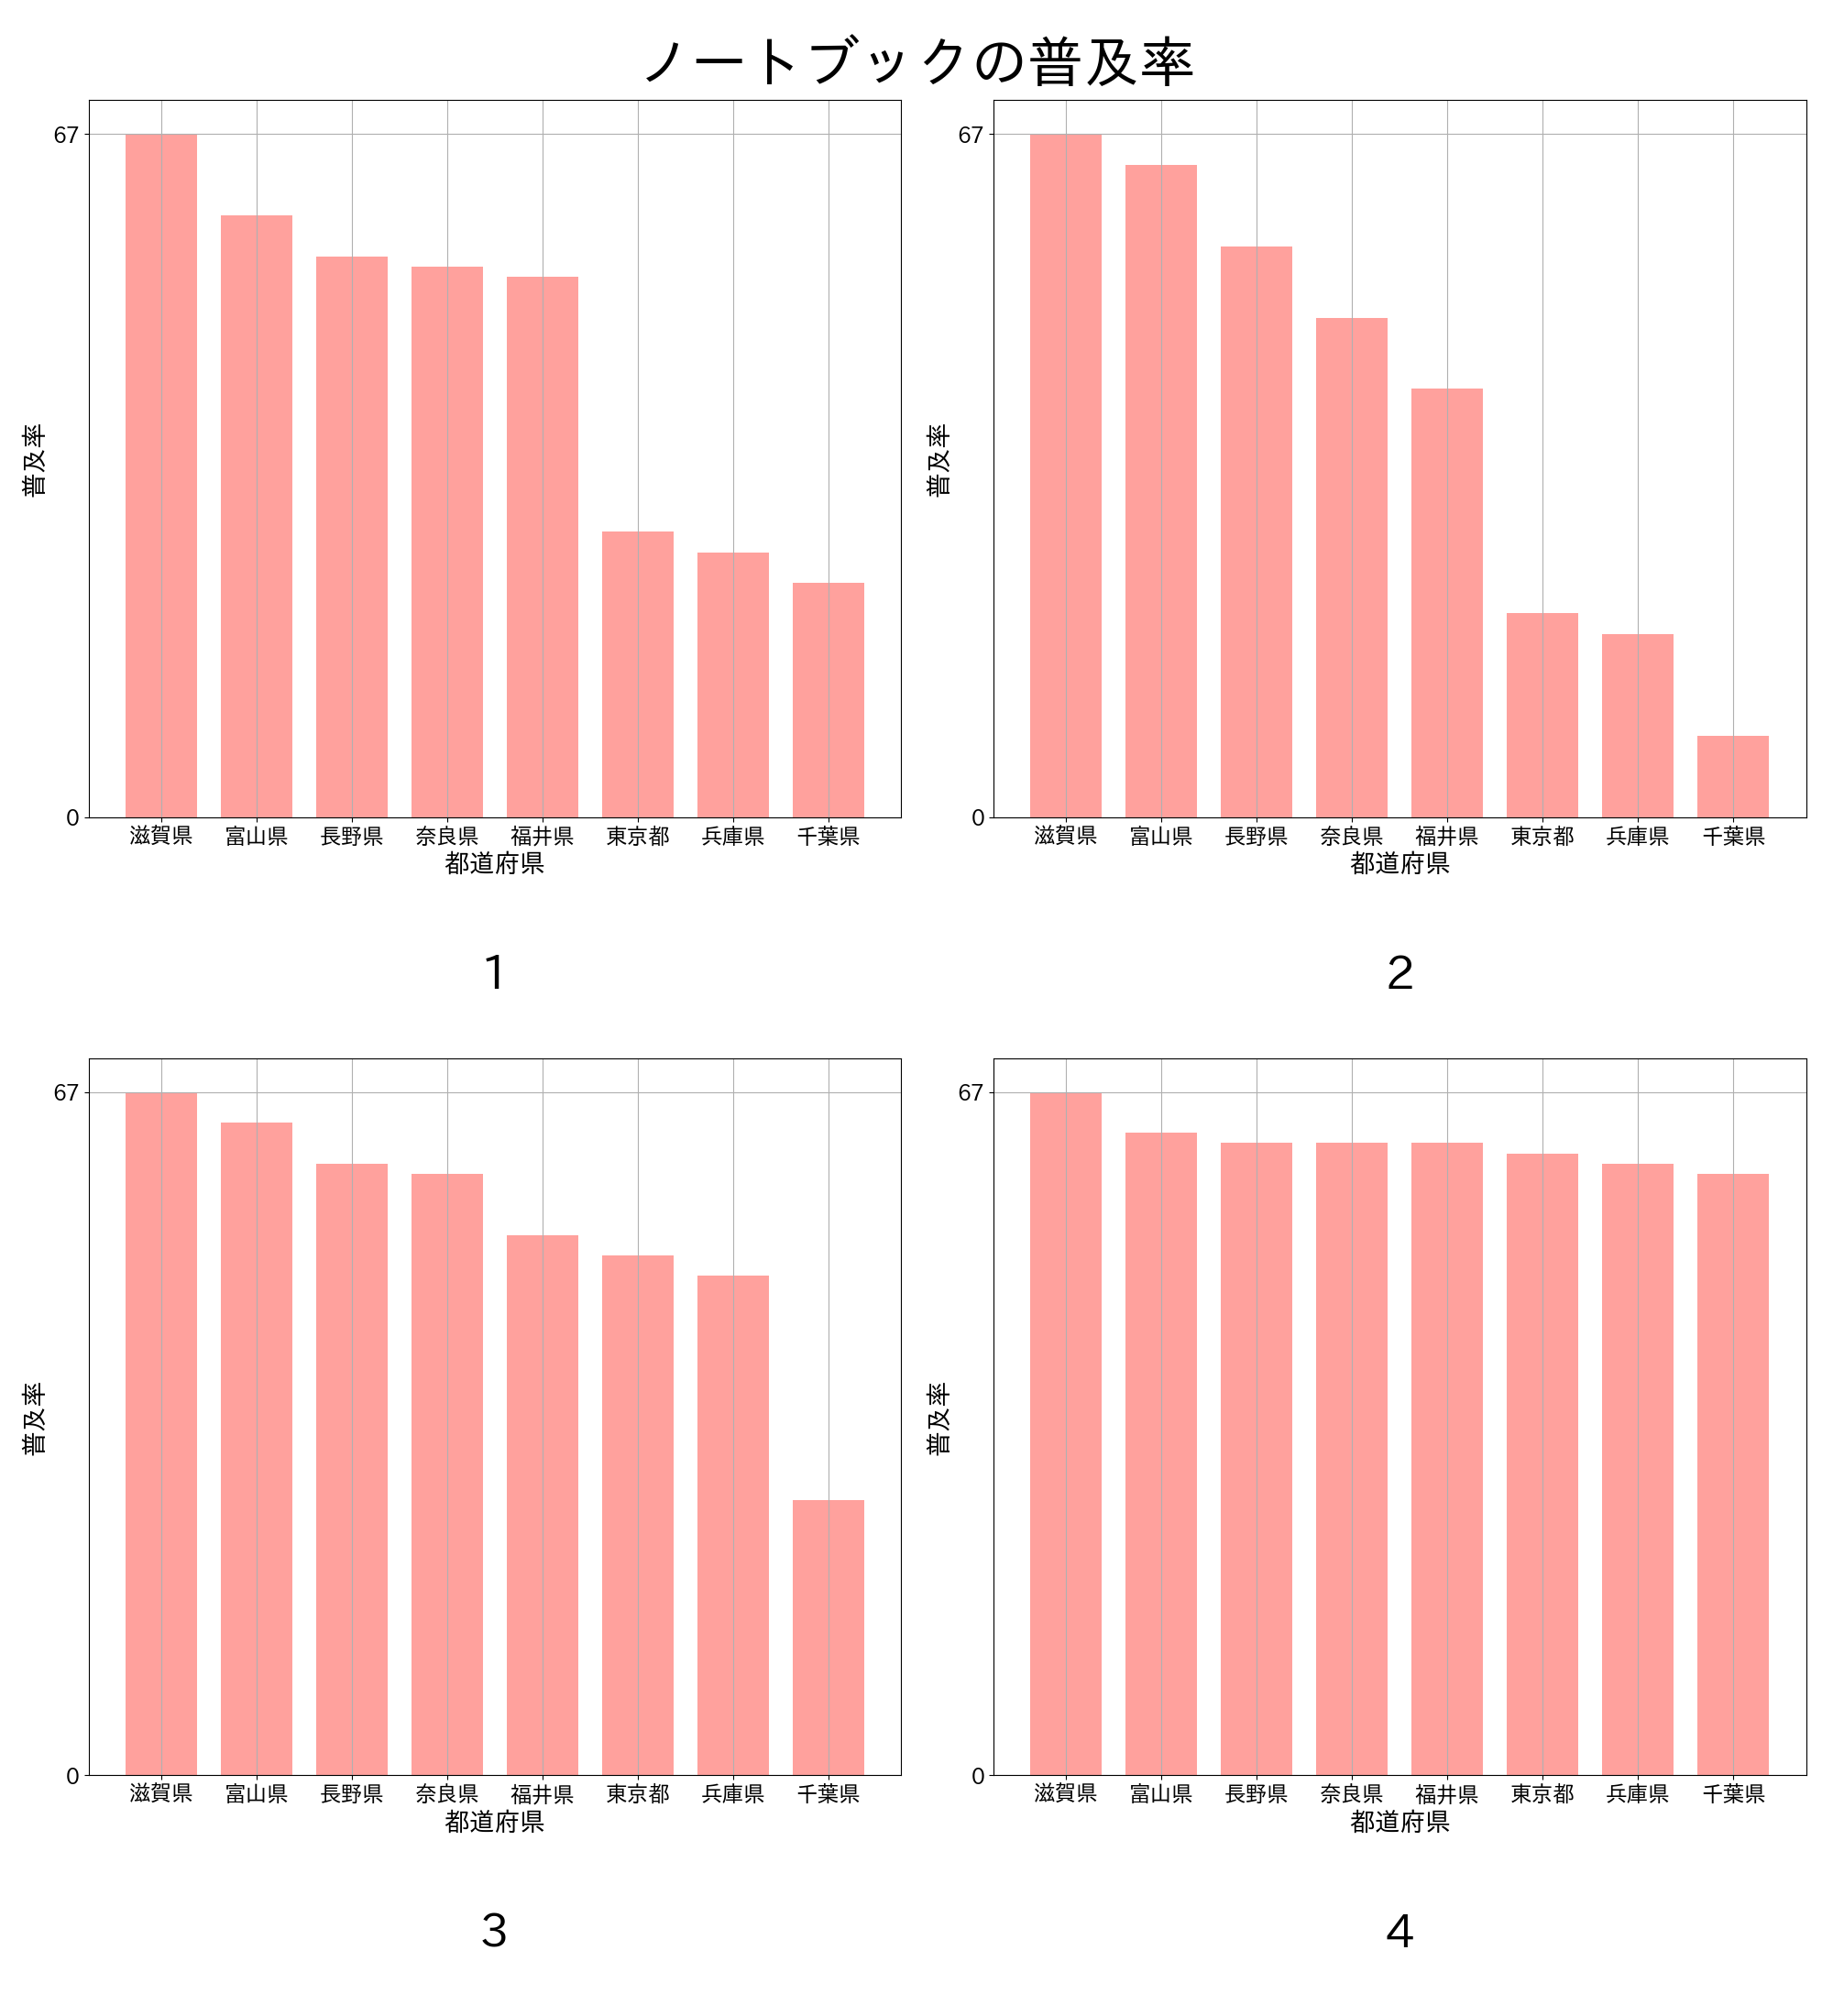 ノートブックの普及率
67
0
普及率
滋賀県 富山県 長野県 奈良県 福井県 東京都 兵庫県 千葉県
都道府県
1
67
0
普及率
滋賀県 富山県 長野県 奈良県 福井県 東京都 兵庫県 千葉県
都道府県
2
67
0
普及率
滋賀県 富山県 長野県 奈良県 福井県 東京都 兵庫県 千葉県
都道府県
3
67
0
普及率
滋賀県 富山県 長野県 奈良県 福井県 東京都 兵庫県 千葉県
都道府県
4